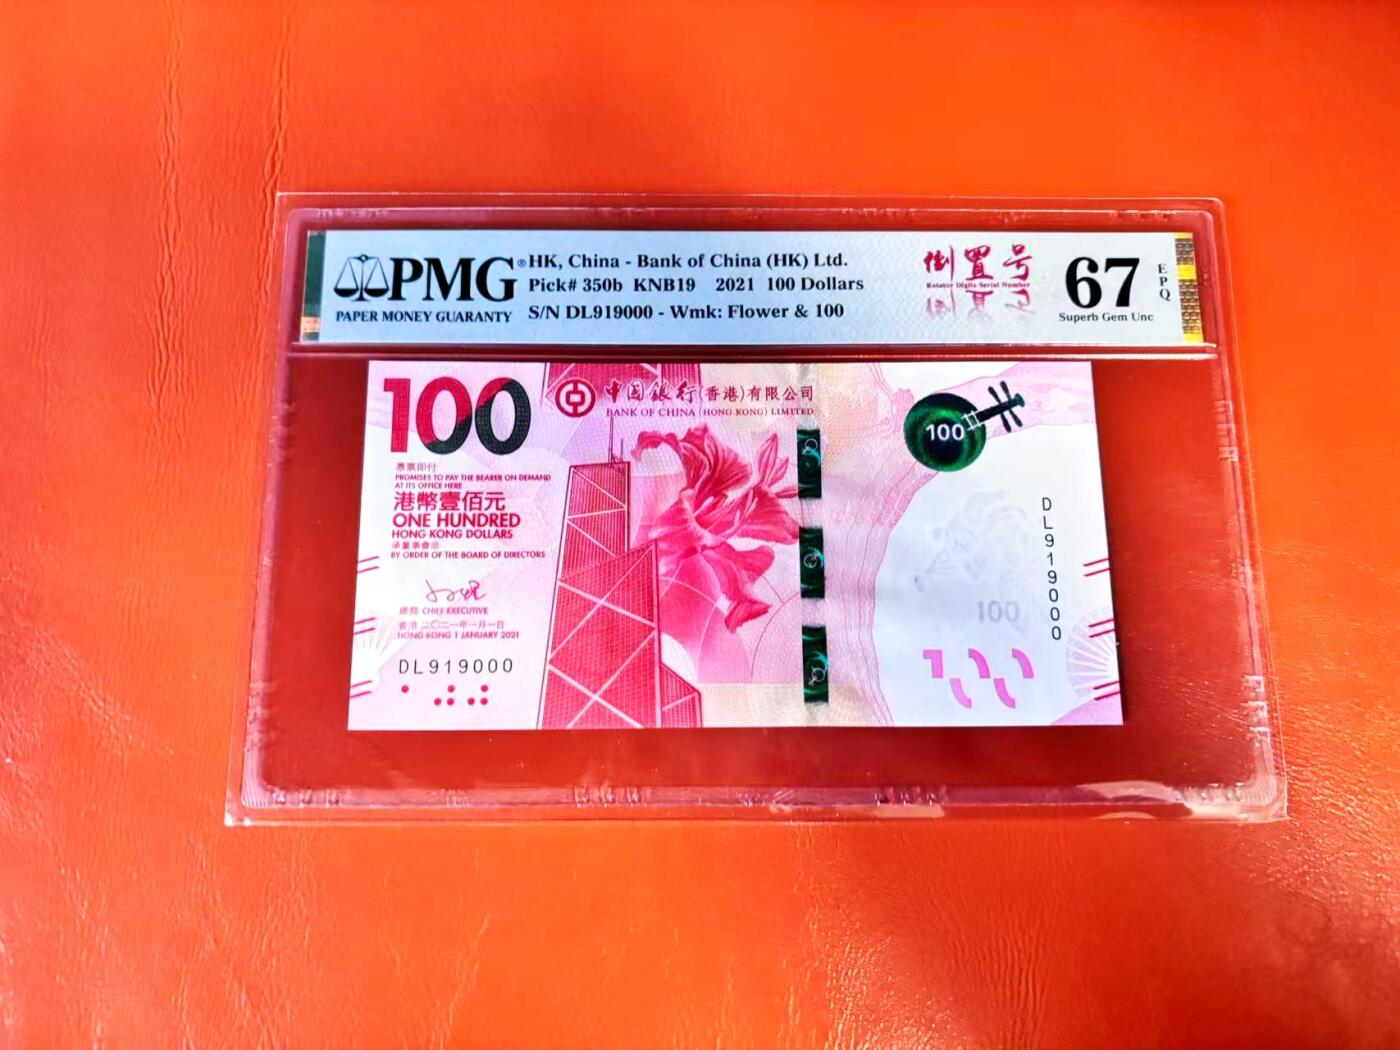 PMG®
PAPER MONEY GUARANTY
HK, China - Bank of China (HK) Ltd.
Pick# 350b KNB19 2021 100 Dollars
S/N DL919000 - Wmk: Flower & 100
倒置号
Rotator Digits Serial Number
67
EPQ
Superb Gem Unc
100
中国銀行(香港)有限公司
BANK OF CHINA (HONG KONG) LIMITED
憑票即付
PROMISES TO PAY THE BEARER ON DEMAND
AT ITS OFFICE HERE
港幣壹佰元
ONE HUNDRED
HONG KONG DOLLARS
承董事會命
BY ORDER OF THE BOARD OF DIRECTORS
總裁 CHIEF EXECUTIVE
香港 二〇二一年一月一日
HONG KONG 1 JANUARY 2021
DL919000
100
DL919000
100